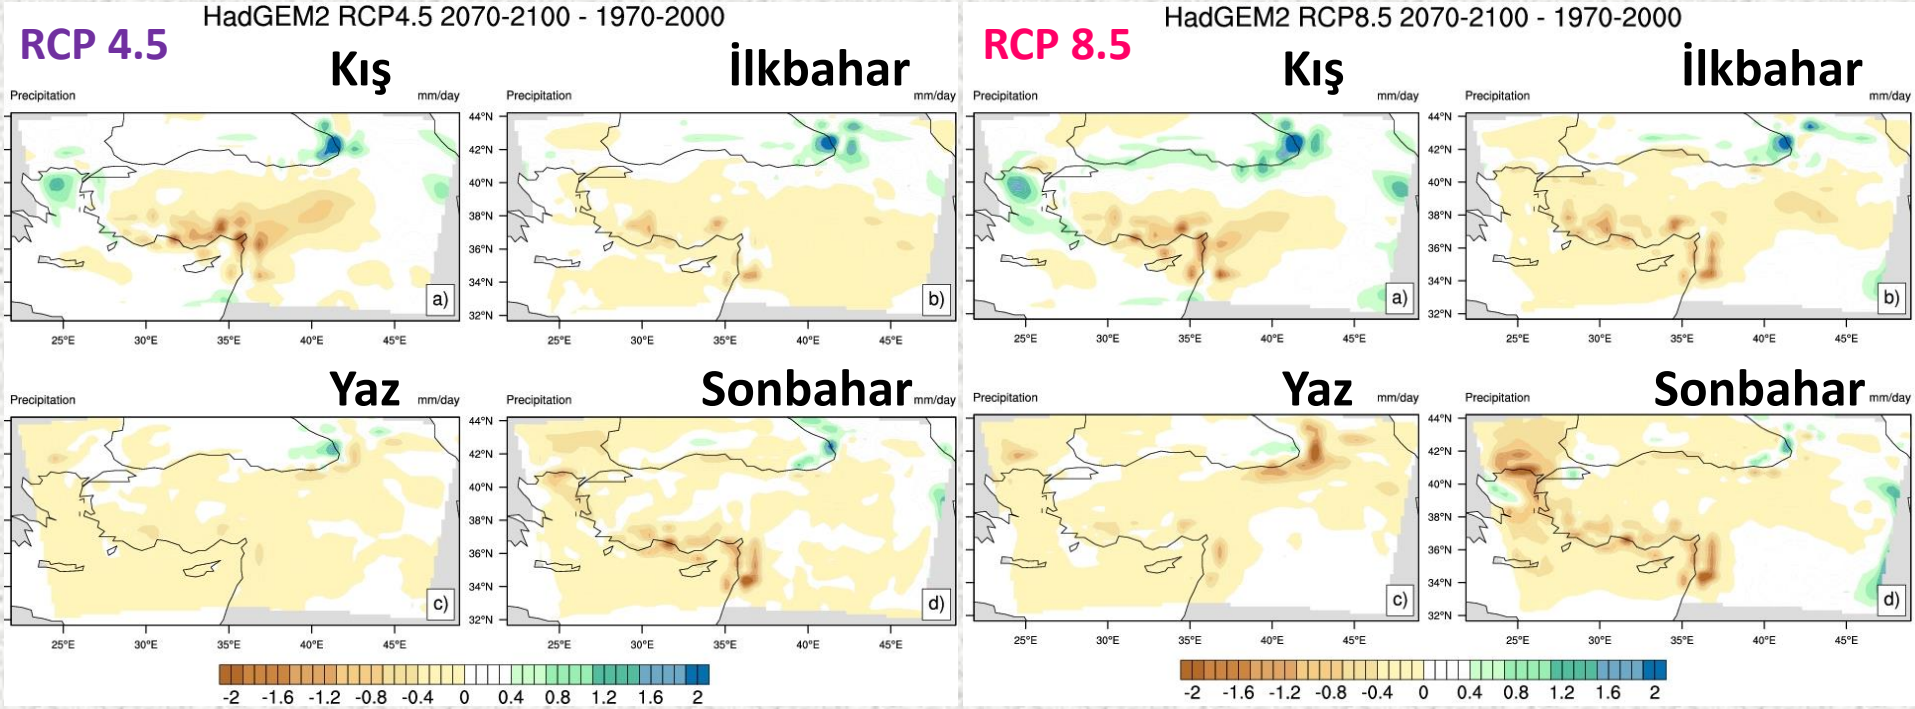 HadGEM2 RCP4.5 2070-2100 - 1970-2000
RCP 4.5
Kış
İlkbahar
Precipitation
mm/day
Precipitation
mm/day
44°N
42°N
40°N
38°N
36°N
34°N
32°N
a)
b)
25°E 30°E 35°E 40°E 45°E
25°E 30°E 35°E 40°E 45°E
Yaz
Sonbahar
Precipitation
mm/day
Precipitation
mm/day
44°N
42°N
40°N
38°N
36°N
34°N
32°N
c)
d)
25°E 30°E 35°E 40°E 45°E
25°E 30°E 35°E 40°E 45°E
-2 -1.6 -1.2 -0.8 -0.4 0 0.4 0.8 1.2 1.6 2
HadGEM2 RCP8.5 2070-2100 - 1970-2000
RCP 8.5
Kış
İlkbahar
Precipitation
mm/day
Precipitation
mm/day
44°N
42°N
40°N
38°N
36°N
34°N
32°N
a)
b)
25°E 30°E 35°E 40°E 45°E
25°E 30°E 35°E 40°E 45°E
Yaz
Sonbahar
Precipitation
mm/day
Precipitation
mm/day
44°N
42°N
40°N
38°N
36°N
34°N
32°N
c)
d)
25°E 30°E 35°E 40°E 45°E
25°E 30°E 35°E 40°E 45°E
-2 -1.6 -1.2 -0.8 -0.4 0 0.4 0.8 1.2 1.6 2